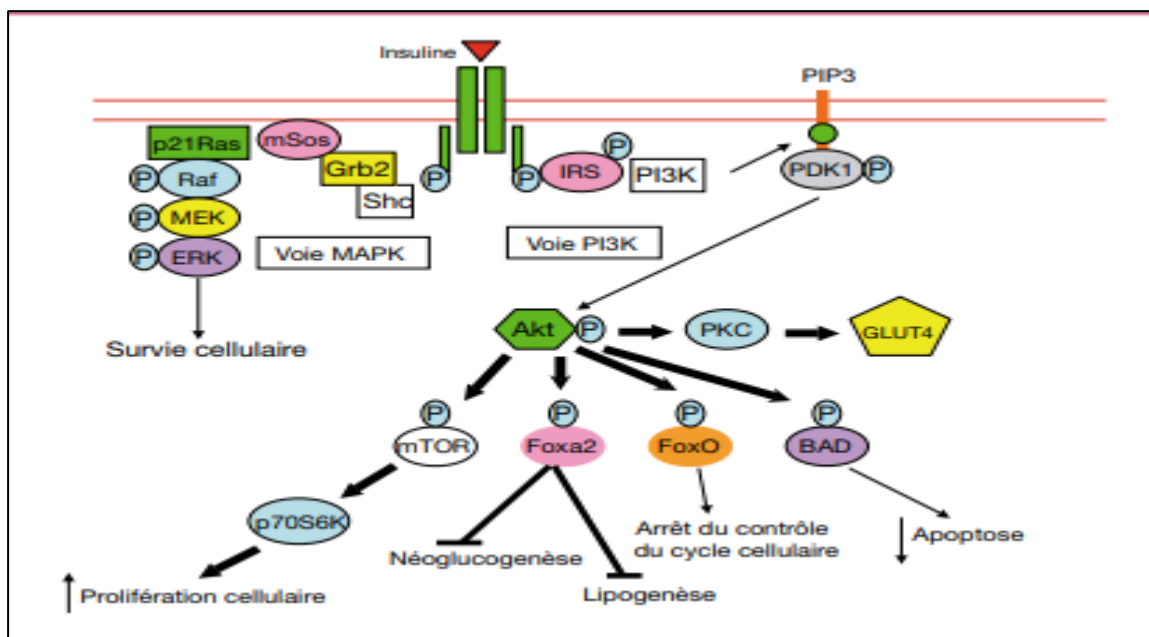 Insuline
PIP3
p21Ras
mSos
Grb2
Shc
P
Raf
P
MEK
P
ERK
P
P
IRS
P
PI3K
PDK1
P
Voie MAPK
Voie PI3K
Survie cellulaire
Akt
P
PKC
GLUT4
P
mTOR
P
Foxa2
P
FoxO
P
BAD
p70S6K
Néoglucogenèse
Arrêt du contrôle
du cycle cellulaire
Apoptose
Prolifération cellulaire
Lipogenèse